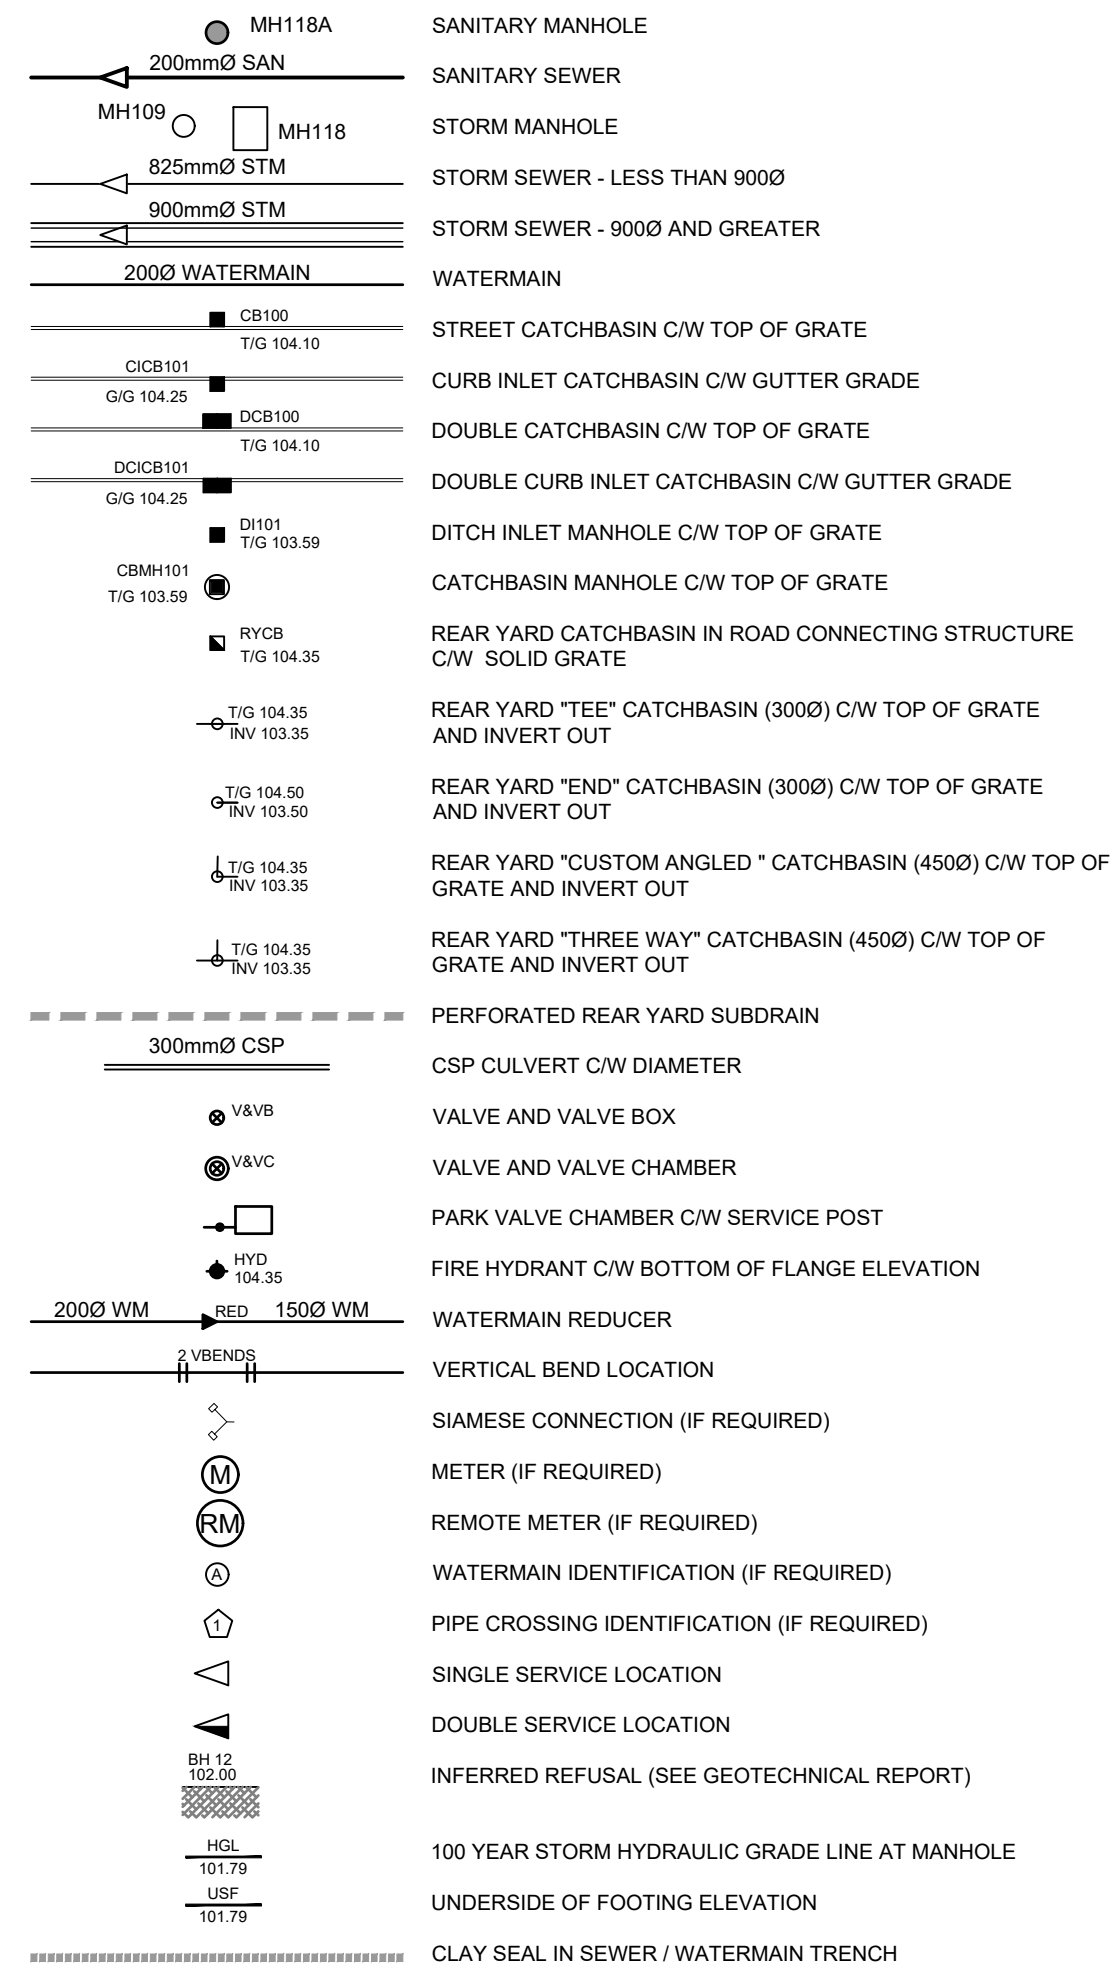 MH118A SANITARY MANHOLE
200mmØ SAN SANITARY SEWER
MH109 MH118 STORM MANHOLE
825mmØ STM STORM SEWER - LESS THAN 900Ø
900mmØ STM STORM SEWER - 900Ø AND GREATER
200Ø WATERMAIN WATERMAIN
CB100
T/G 104.10
STREET CATCHBASIN C/W TOP OF GRATE
CICB101
G/G 104.25
CURB INLET CATCHBASIN C/W GUTTER GRADE
DCB100
T/G 104.10
DOUBLE CATCHBASIN C/W TOP OF GRATE
DCICB101
G/G 104.25
DOUBLE CURB INLET CATCHBASIN C/W GUTTER GRADE
DI101
T/G 103.59
DITCH INLET MANHOLE C/W TOP OF GRATE
CBMH101
T/G 103.59
CATCHBASIN MANHOLE C/W TOP OF GRATE
RYCB
T/G 104.35
REAR YARD CATCHBASIN IN ROAD CONNECTING STRUCTURE
C/W SOLID GRATE
T/G 104.35
INV 103.35
REAR YARD "TEE" CATCHBASIN (300Ø) C/W TOP OF GRATE
AND INVERT OUT
T/G 104.50
INV 103.50
REAR YARD "END" CATCHBASIN (300Ø) C/W TOP OF GRATE
AND INVERT OUT
T/G 104.35
INV 103.35
REAR YARD "CUSTOM ANGLED " CATCHBASIN (450Ø) C/W TOP OF
GRATE AND INVERT OUT
T/G 104.35
INV 103.35
REAR YARD "THREE WAY" CATCHBASIN (450Ø) C/W TOP OF
GRATE AND INVERT OUT
PERFORATED REAR YARD SUBDRAIN
300mmØ CSP CSP CULVERT C/W DIAMETER
V&VB VALVE AND VALVE BOX
V&VC VALVE AND VALVE CHAMBER
PARK VALVE CHAMBER C/W SERVICE POST
HYD
104.35
FIRE HYDRANT C/W BOTTOM OF FLANGE ELEVATION
200Ø WM RED 150Ø WM WATERMAIN REDUCER
2 VBENDS VERTICAL BEND LOCATION
SIAMESE CONNECTION (IF REQUIRED)
M METER (IF REQUIRED)
RM REMOTE METER (IF REQUIRED)
A WATERMAIN IDENTIFICATION (IF REQUIRED)
1 PIPE CROSSING IDENTIFICATION (IF REQUIRED)
SINGLE SERVICE LOCATION
DOUBLE SERVICE LOCATION
BH 12
102.00
INFERRED REFUSAL (SEE GEOTECHNICAL REPORT)
HGL
101.79
100 YEAR STORM HYDRAULIC GRADE LINE AT MANHOLE
USF
101.79
UNDERSIDE OF FOOTING ELEVATION
CLAY SEAL IN SEWER / WATERMAIN TRENCH